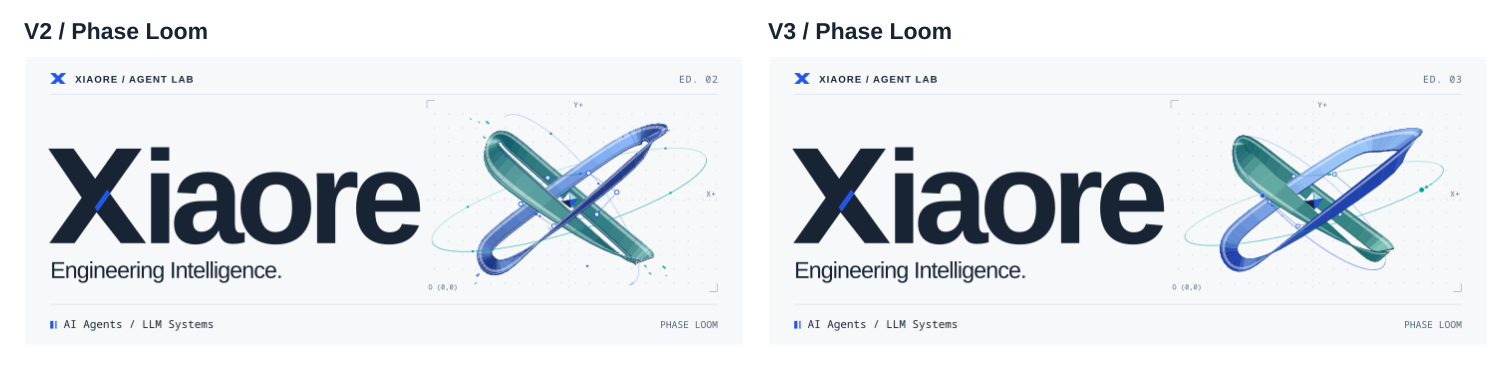 V2 / Phase Loom
XIAORE / AGENT LAB
ED. 02
Y+
Xiaore
X+
Engineering Intelligence.
O (0,0)
AI Agents / LLM Systems
PHASE LOOM
V3 / Phase Loom
XIAORE / AGENT LAB
ED. 03
Y+
Xiaore
X+
Engineering Intelligence.
O (0,0)
AI Agents / LLM Systems
PHASE LOOM